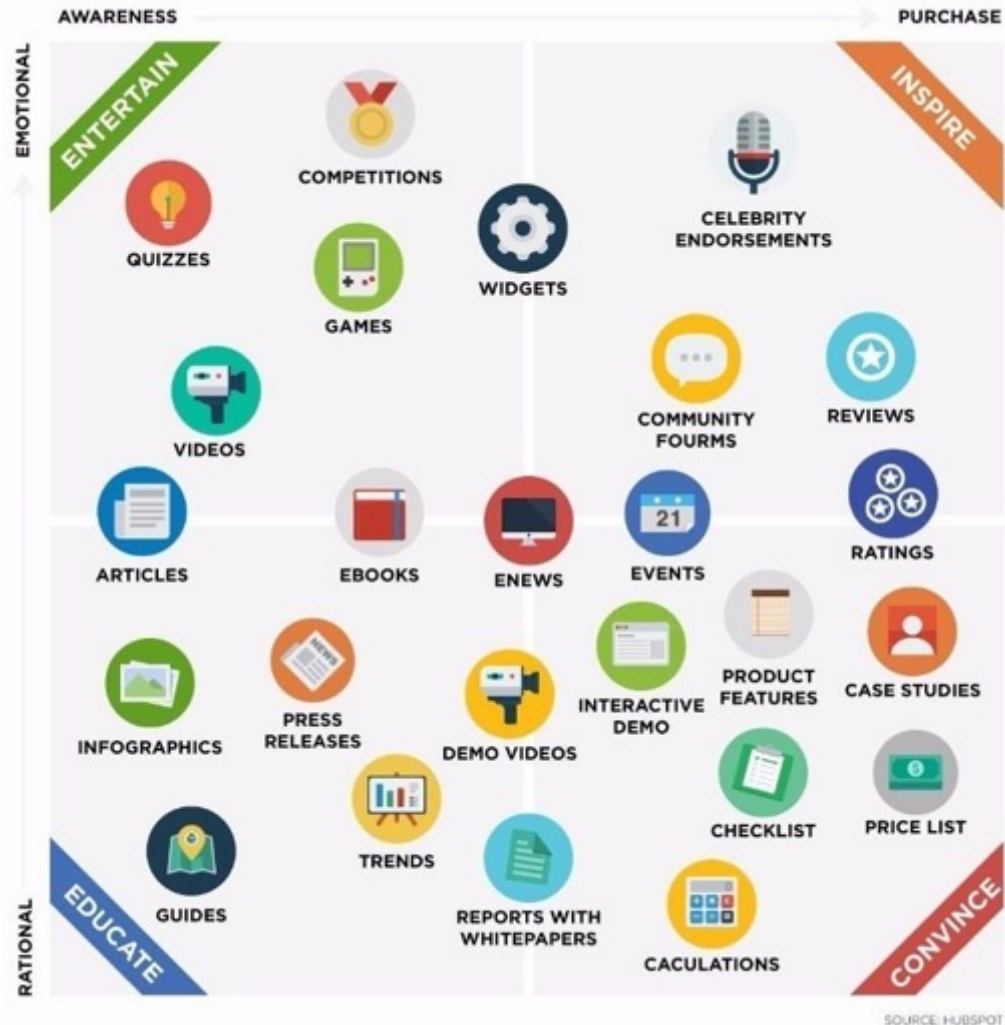 AWARENESS
PURCHASE
EMOTIONAL
ENTERTAIN
INSPIRE
COMPETITIONS
QUIZZES
CELEBRITY
ENDORSEMENTS
WIDGETS
GAMES
COMMUNITY
FOURMS
REVIEWS
VIDEOS
21
ARTICLES
EBOOKS
ENEWS
EVENTS
RATINGS
NEWS
INFOGRAPHICS
PRESS
RELEASES
DEMO VIDEOS
INTERACTIVE
DEMO
PRODUCT
FEATURES
CASE STUDIES
TRENDS
CHECKLIST
PRICE LIST
GUIDES
REPORTS WITH
WHITEPAPERS
CACULATIONS
RATIONAL
EDUCATE
CONVINCE
SOURCE: HUBSPOT